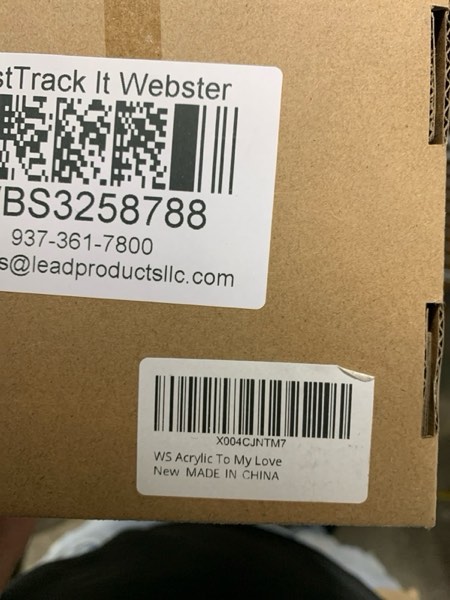 stTrack It Webster
BS3258788
937-361-7800
s@leadproductsllc.com
X004CJNTM7
WS Acrylic To My Love
New MADE IN CHINA